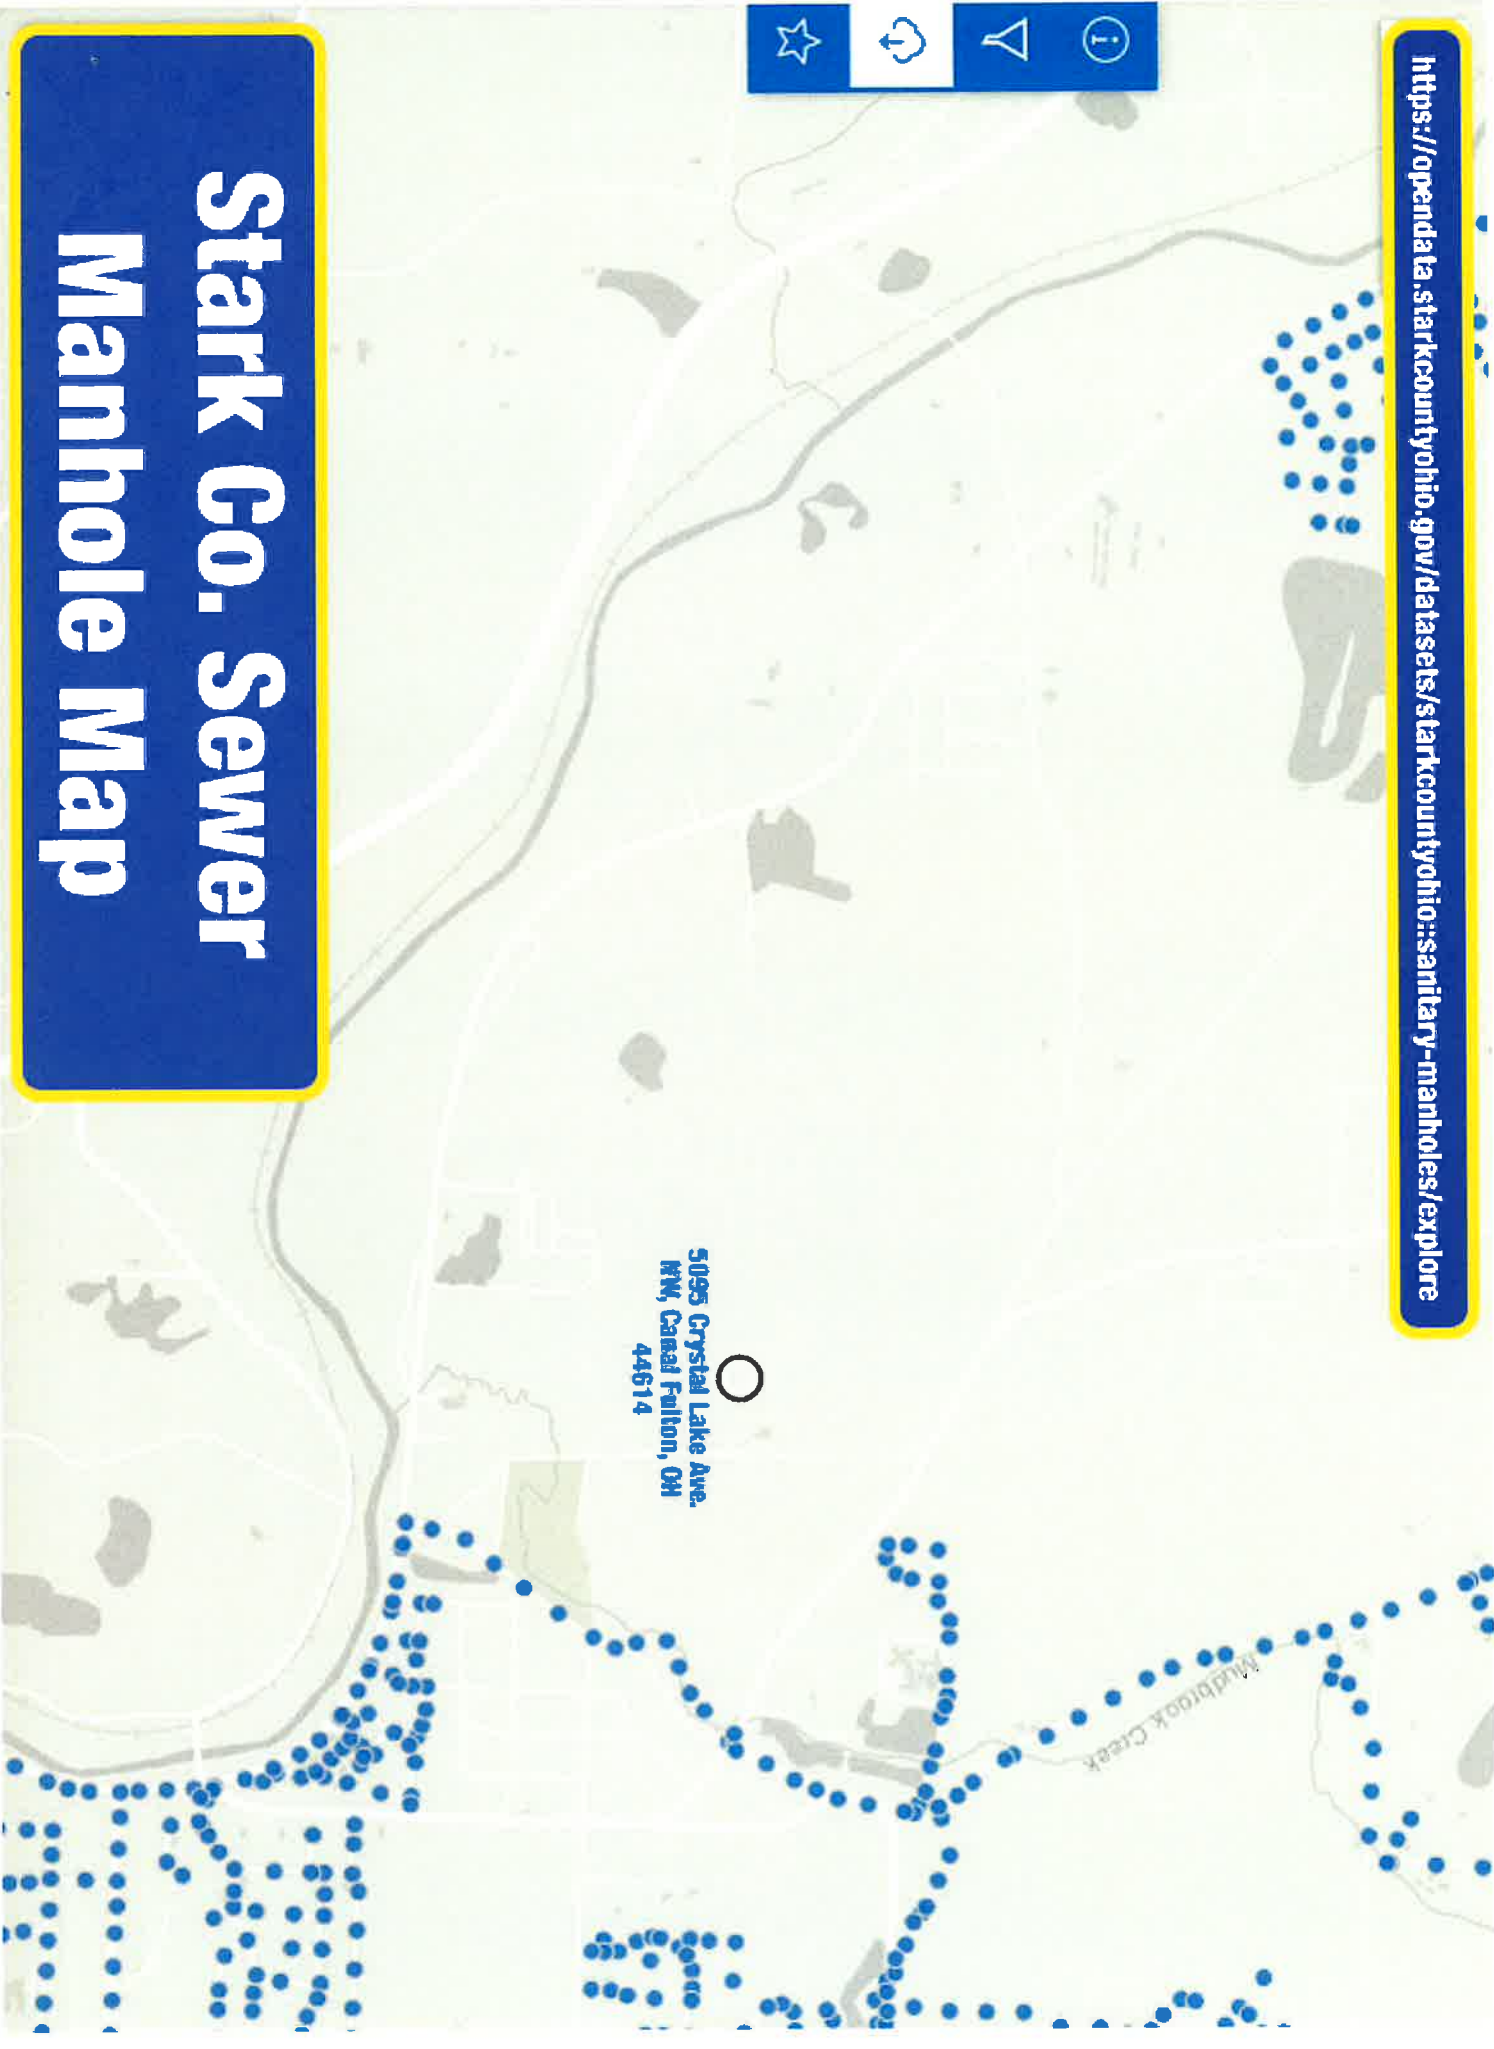 https://opendata.starkcountyohio.gov/datasets/starkcountyohio::sanitary-manholes/explore
Mudbrook Creek
5095 Crystal Lake Ave.
NW, Canal Fulton, OH
44614
Stark Co. Sewer
Manhole Map